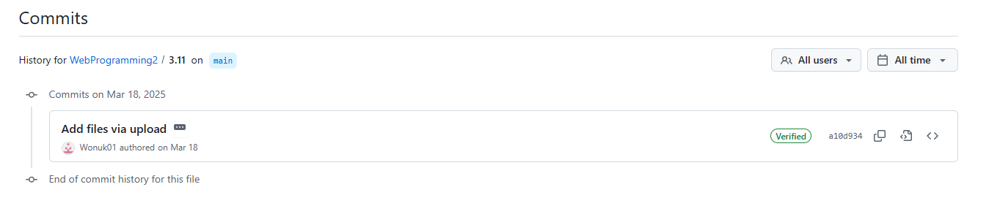 Commits
History for WebProgramming2 / 3.11 on main
All users
All time
Commits on Mar 18, 2025
Add files via upload
Verified
a10d934
Wonuk01 authored on Mar 18
End of commit history for this file